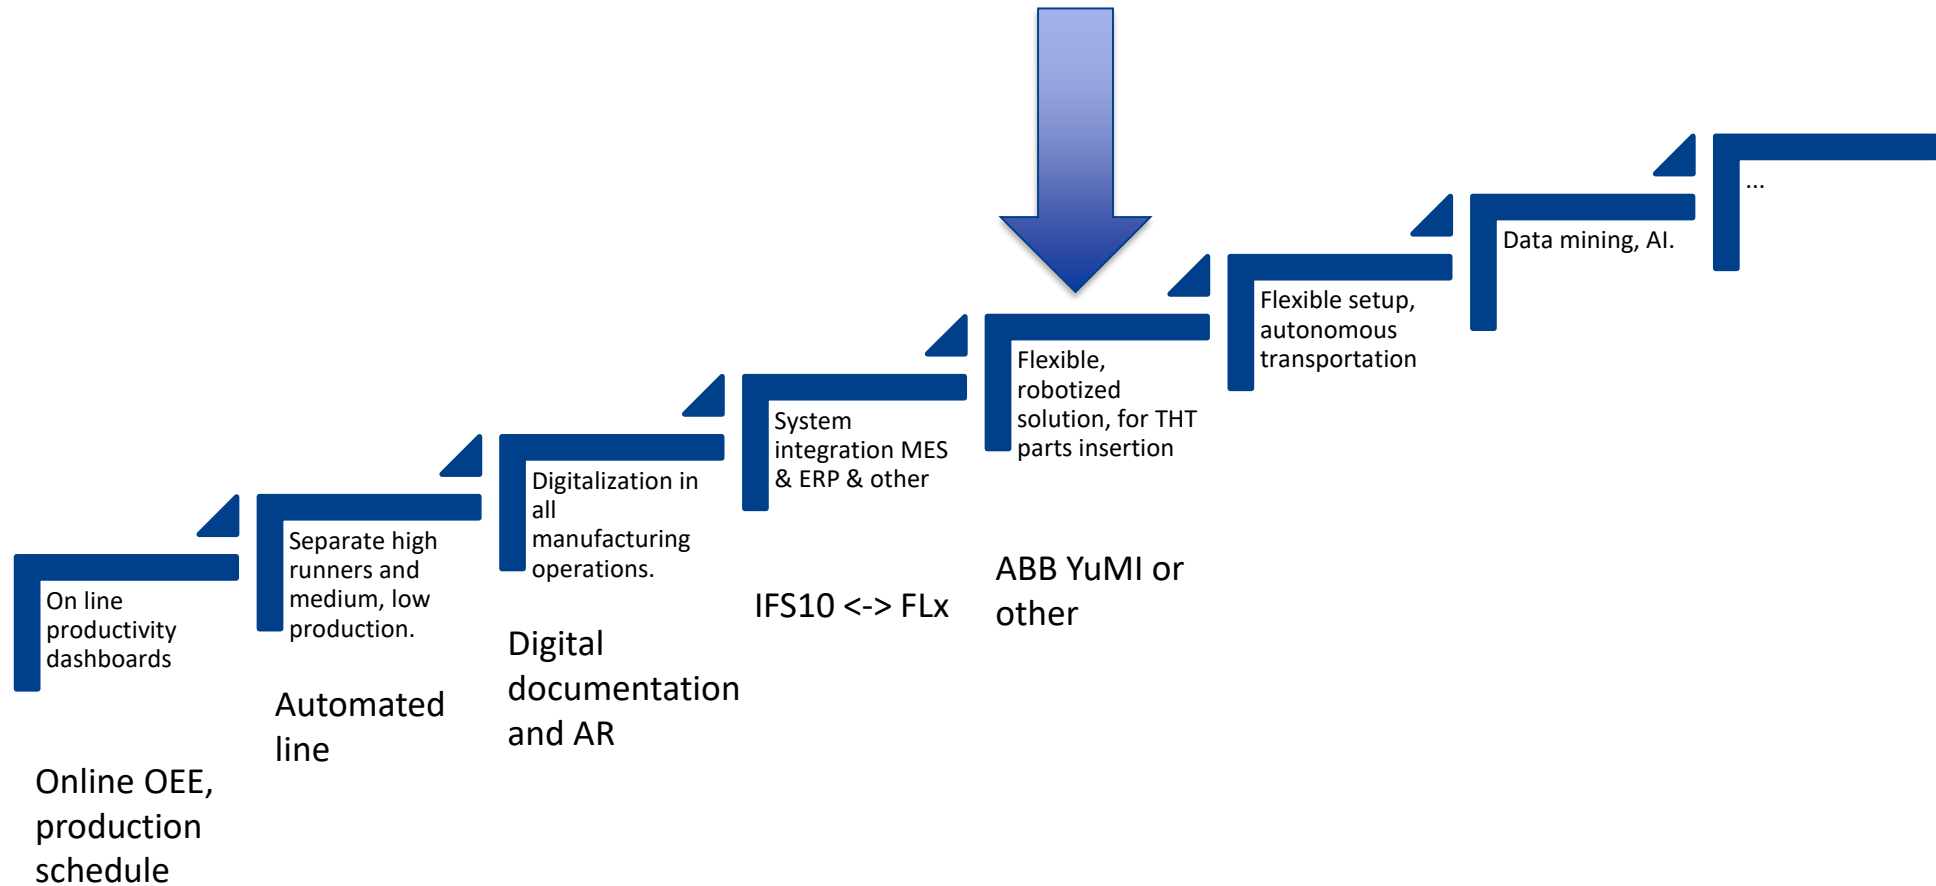 On line
productivity
dashboards
Online OEE,
production
schedule
Separate high
runners and
medium, low
production.
Automated
line
Digitalization in
all
manufacturing
operations.
Digital
documentation
and AR
System
integration MES
& ERP & other
IFS10 <-> FLx
Flexible,
robotized
solution, for THT
parts insertion
ABB YuMI or
other
Flexible setup,
autonomous
transportation
Data mining, AI.
...